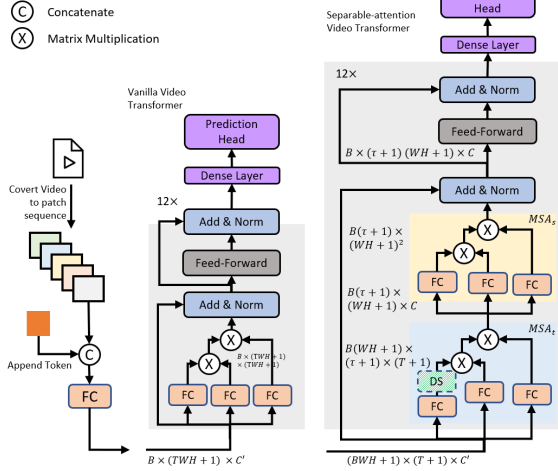 C Concatenate
X Matrix Multiplication
Covert Video
to patch
sequence
Append Token
C
FC
Vanilla Video
Transformer
Prediction
Head
Dense Layer
12×
Add & Norm
Feed-Forward
Add & Norm
X
X
B × (TWH + 1)
× (TWH + 1)
FC
FC
FC
B × (TWH + 1) × C'
Separable-attention
Video Transformer
Head
Dense Layer
12×
Add & Norm
Feed-Forward
B × (τ + 1) (WH + 1) × C
Add & Norm
MSA_s
B(τ + 1) ×
(WH + 1)²
X
X
FC
FC
FC
B(τ + 1) ×
(WH + 1) × C
MSA_t
B(WH + 1) ×
(τ + 1) × (T + 1)
X
X
DS
FC
FC
FC
(BWH + 1) × (T + 1) × C'